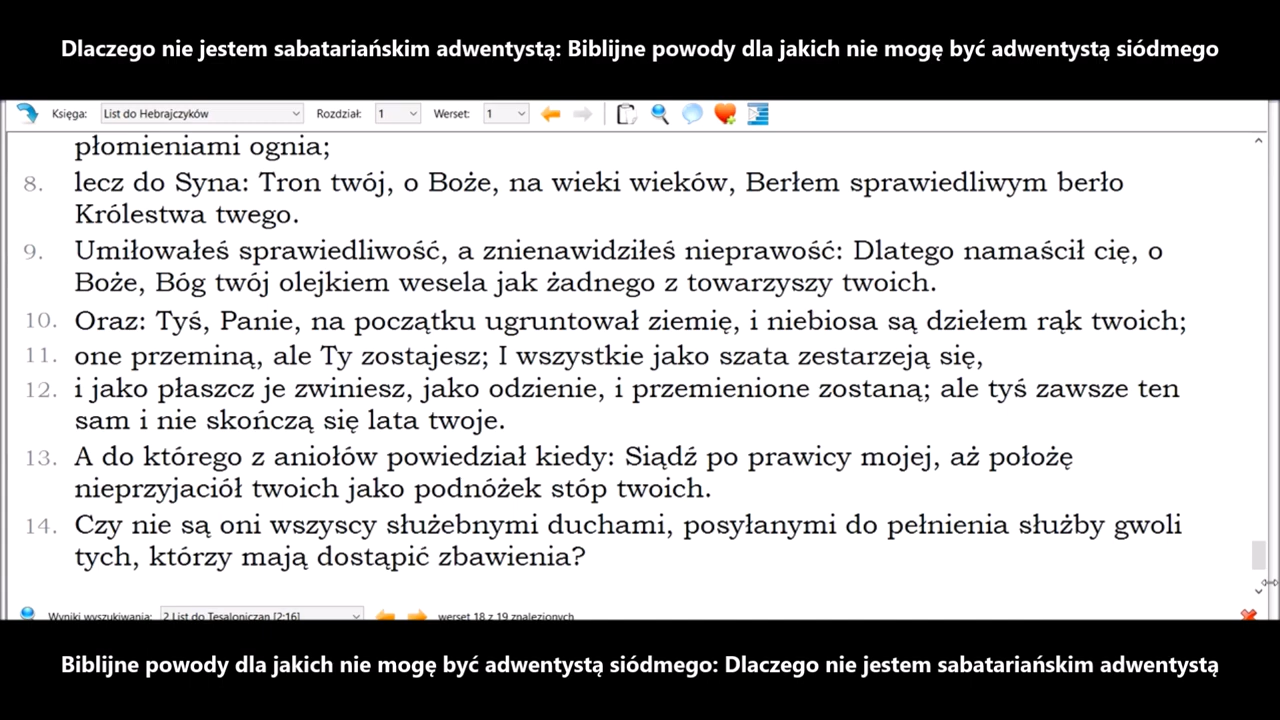 Dlaczego nie jestem sabatariańskim adwentystą: Biblijne powody dla jakich nie mogę być adwentystą siódmego
Księga: List do Hebrajczyków Rozdział: 1 Werset: 1
płomieniami ognia;
8. lecz do Syna: Tron twój, o Boże, na wieki wieków, Berłem sprawiedliwym berło
Królestwa twego.
9. Umiłowałeś sprawiedliwość, a znienawidziłeś nieprawość: Dlatego namaścił cię, o
Boże, Bóg twój olejkiem wesela jak żadnego z towarzyszy twoich.
10. Oraz: Tyś, Panie, na początku ugruntował ziemię, i niebiosa są dziełem rąk twoich;
11. one przeminą, ale Ty zostajesz; I wszystkie jako szata zestarzeją się,
12. i jako płaszcz je zwiniesz, jako odzienie, i przemienione zostaną; ale tyś zawsze ten
sam i nie skończą się lata twoje.
13. A do którego z aniołów powiedział kiedy: Siądź po prawicy mojej, aż położę
nieprzyjaciół twoich jako podnóżek stóp twoich.
14. Czy nie są oni wszyscy służebnymi duchami, posyłanymi do pełnienia służby gwoli
tych, którzy mają dostąpić zbawienia?
Wyniki wyszukiwania: 2 List do Tesaloniczan [2:16] werset 18 z 19 znalezionych
Biblijne powody dla jakich nie mogę być adwentystą siódmego: Dlaczego nie jestem sabatariańskim adwentystą